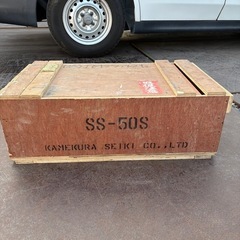 SS-50S
KAMEKURA SEIKI CO.,LTD